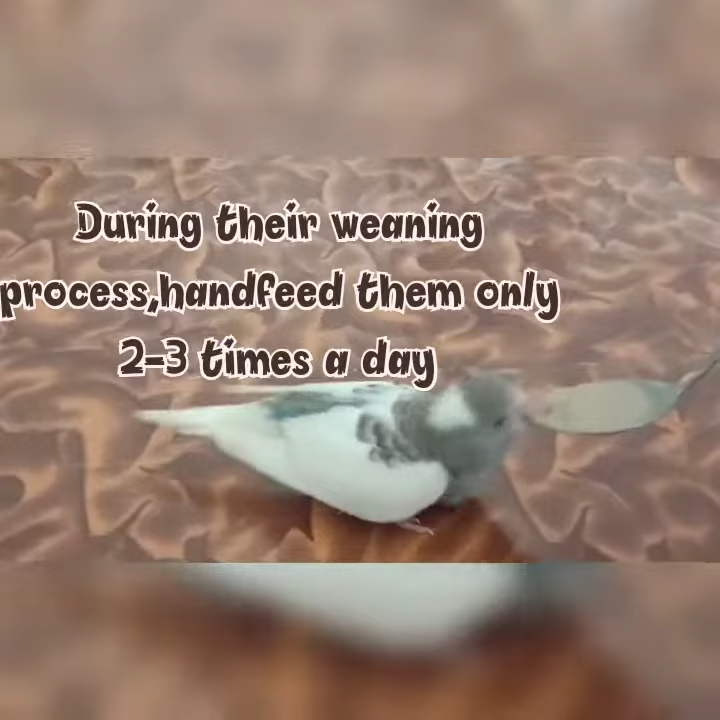 During their weaning
process,handfeed them only
2-3 times a day